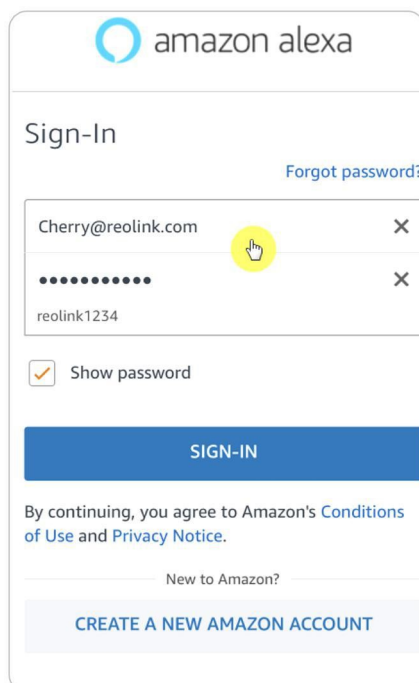 amazon alexa
Sign-In
Forgot password?
Cherry@reolink.com
•••••••••••
reolink1234
Show password
SIGN-IN
By continuing, you agree to Amazon's Conditions
of Use and Privacy Notice.
New to Amazon?
CREATE A NEW AMAZON ACCOUNT